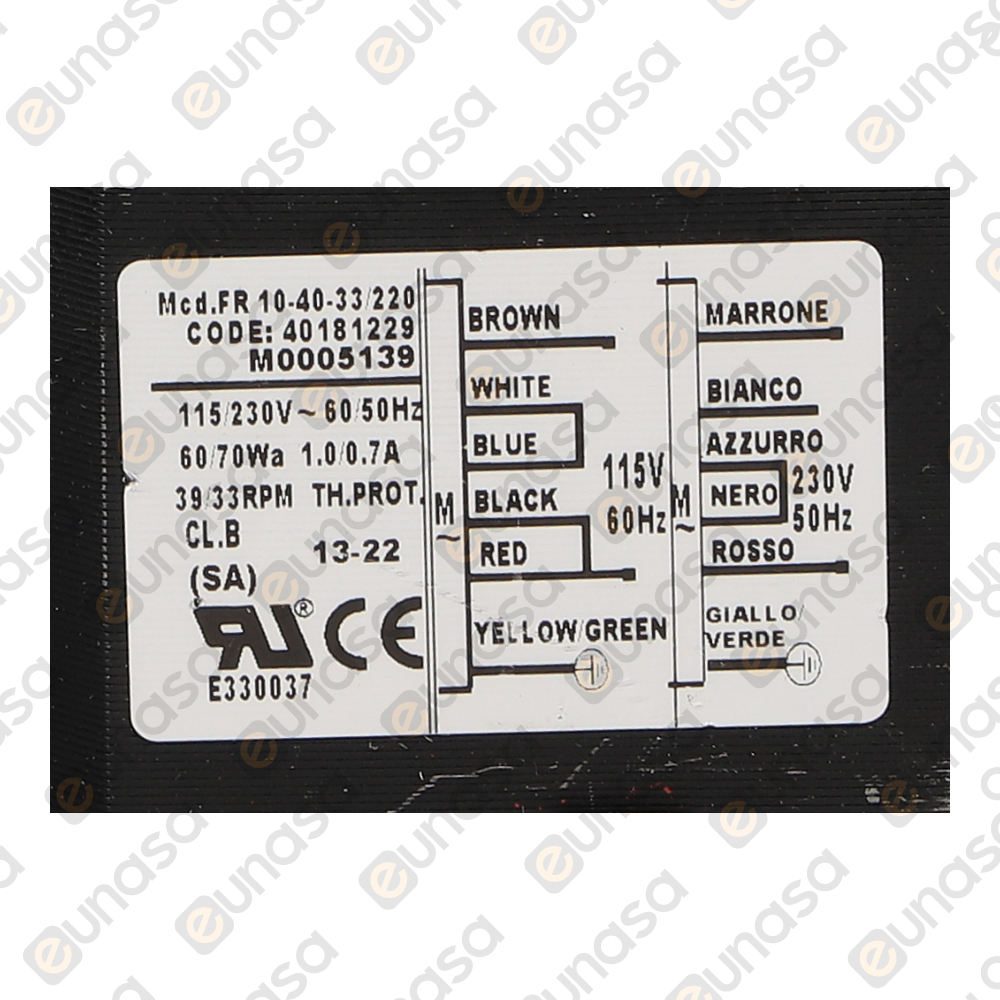 Mcd.FR 10-40-33/220
CODE: 40181229
M0005139
115/230V ~ 60/50Hz
60/70Wa 1.0/0.7A
39/33RPM TH.PROT.
CL.B
13-22
(SA)
® CE
E330037
BROWN
WHITE
BLUE
BLACK
RED
YELLOW/GREEN
M
~
115V
60Hz
MARRONE
BIANCO
AZZURRO
NERO
ROSSO
GIALLO/
VERDE
M
~
230V
50Hz
eunasa